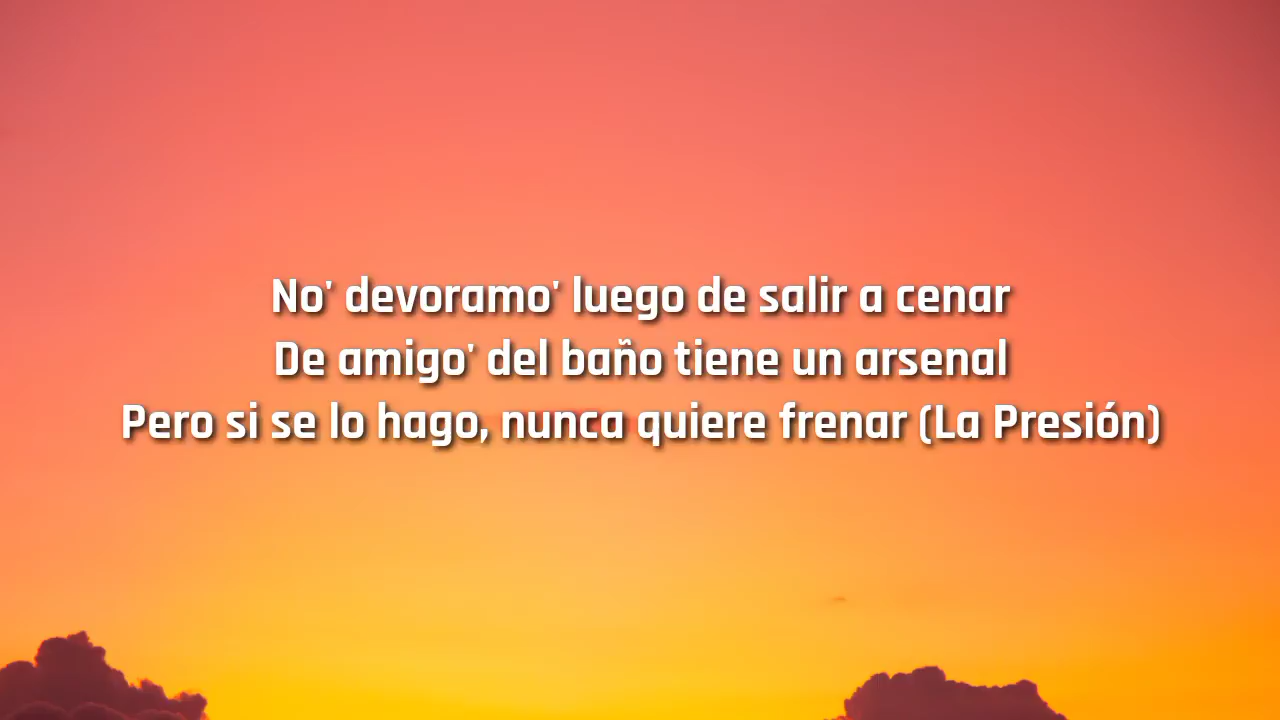 No' devoramo' luego de salir a cenar
De amigo' del baño tiene un arsenal
Pero si se lo hago, nunca quiere frenar (La Presión)